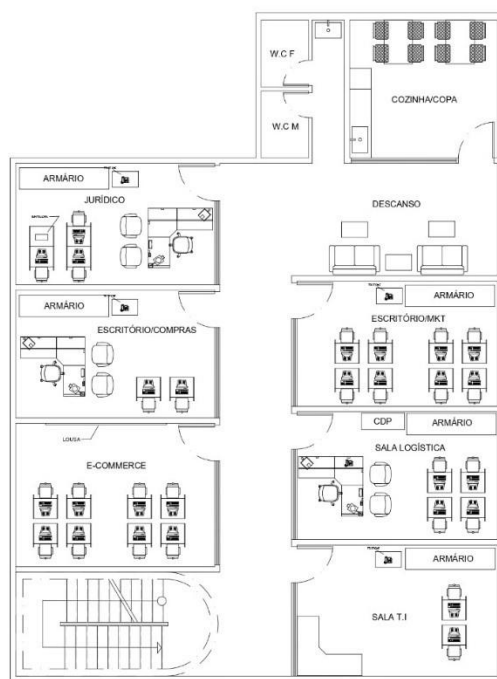 W.C F
COZINHA/COPA
W.C M
ARMÁRIO
JURÍDICO
DESCANSO
ARMÁRIO
ARMÁRIO
ESCRITÓRIO/COMPRAS
ESCRITÓRIO/MKT
LOUSA
CDP
ARMÁRIO
E-COMMERCE
SALA LOGÍSTICA
ARMÁRIO
SALA T.I